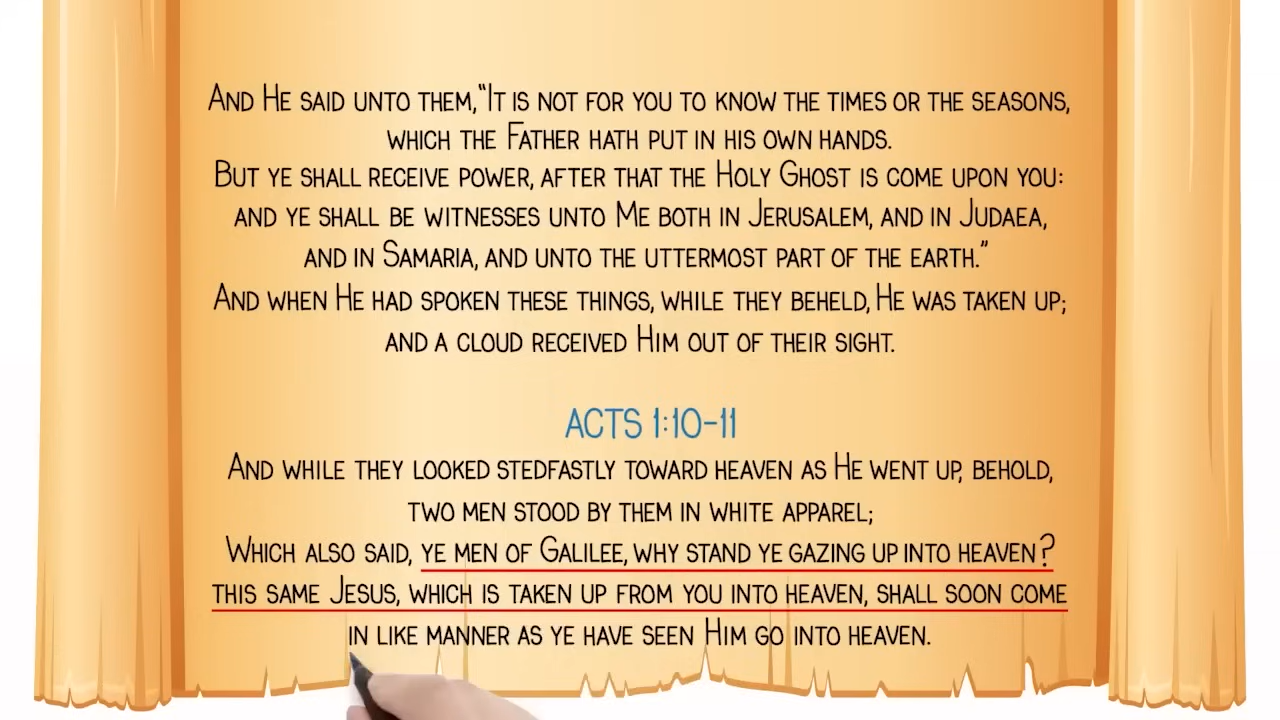 And He said unto them,"It is not for you to know the times or the seasons,
which the Father hath put in his own hands.
But ye shall receive power, after that the Holy Ghost is come upon you:
and ye shall be witnesses unto Me both in Jerusalem, and in Judaea,
and in Samaria, and unto the uttermost part of the earth."
And when He had spoken these things, while they beheld, He was taken up;
and a cloud received Him out of their sight.
ACTS 1:10-11
And while they looked stedfastly toward heaven as He went up, behold,
two men stood by them in white apparel;
Which also said, ye men of Galilee, why stand ye gazing up into heaven?
this same Jesus, which is taken up from you into heaven, shall soon come
in like manner as ye have seen Him go into heaven.